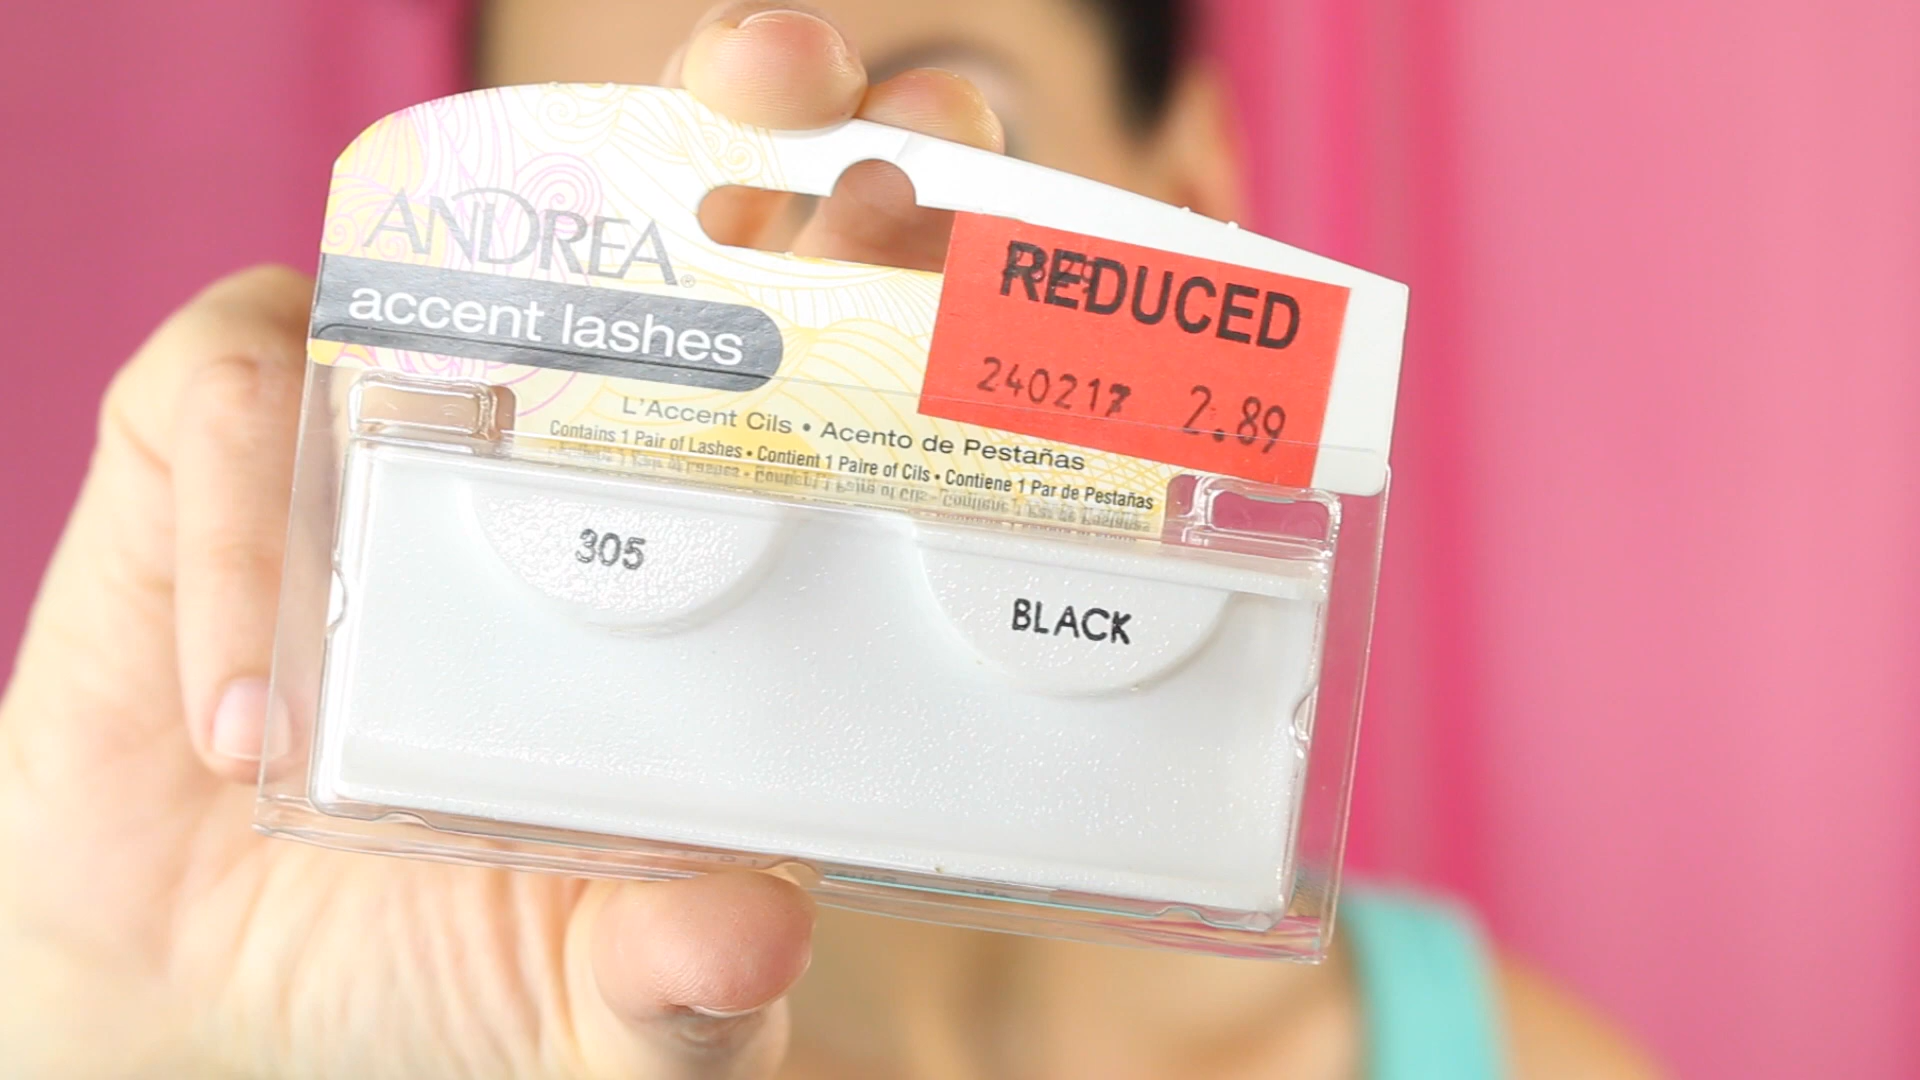 ANDREA®
accent lashes
REDUCED
240217 2.89
L'Accent Cils • Acento de Pestañas
Contains 1 Pair of Lashes • Contient 1 Paire de Cils • Contiene 1 Par de Pestañas
305
BLACK